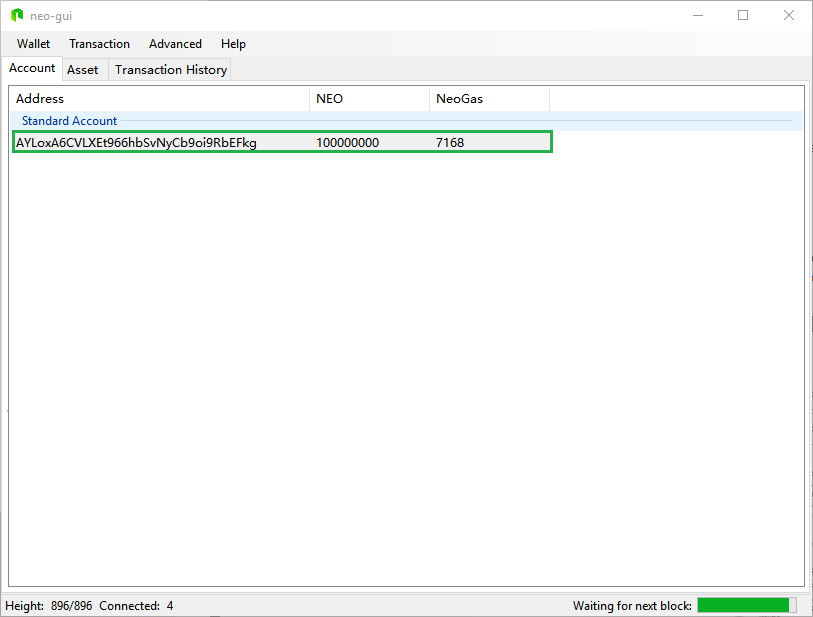 neo-gui
Wallet Transaction Advanced Help
Account Asset Transaction History
Address NEO NeoGas
Standard Account
AYLoxA6CVLXEt966hbSvNyCb9oi9RbEFkg 100000000 7168
Height: 896/896 Connected: 4 Waiting for next block: